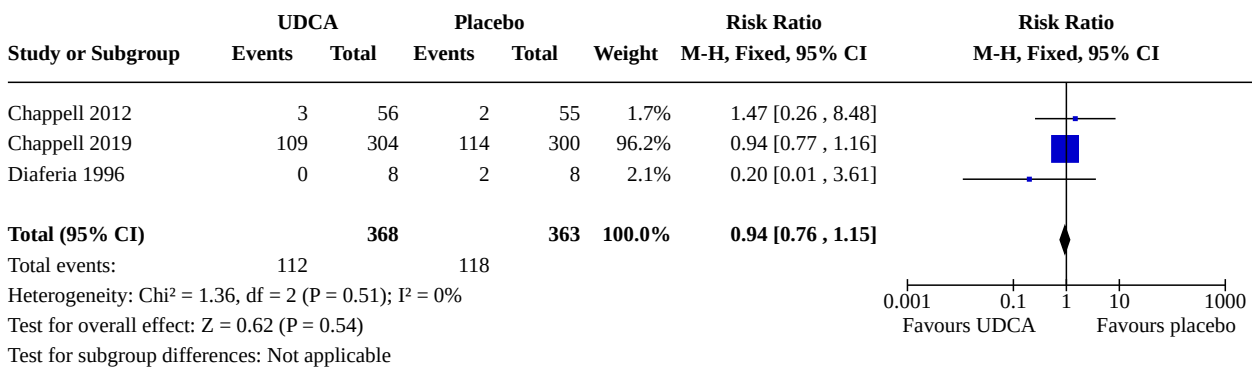 UDCA Placebo Risk Ratio Risk Ratio
Study or Subgroup Events Total Events Total Weight M-H, Fixed, 95% CI M-H, Fixed, 95% CI
Chappell 2012 3 56 2 55 1.7% 1.47 [0.26 , 8.48]
Chappell 2019 109 304 114 300 96.2% 0.94 [0.77 , 1.16]
Diaferia 1996 0 8 2 8 2.1% 0.20 [0.01 , 3.61]
Total (95% CI) 368 363 100.0% 0.94 [0.76 , 1.15]
Total events: 112 118
Heterogeneity: Chi² = 1.36, df = 2 (P = 0.51); I² = 0%
0.001 0.1 1 10 1000
Test for overall effect: Z = 0.62 (P = 0.54)
Favours UDCA Favours placebo
Test for subgroup differences: Not applicable